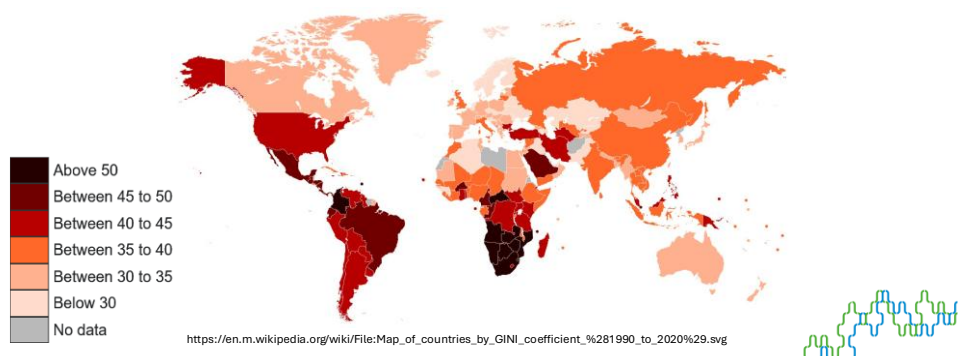 Above 50
Between 45 to 50
Between 40 to 45
Between 35 to 40
Between 30 to 35
Below 30
No data
https://en.m.wikipedia.org/wiki/File:Map_of_countries_by_GINI_coefficient_%281990_to_2020%29.svg